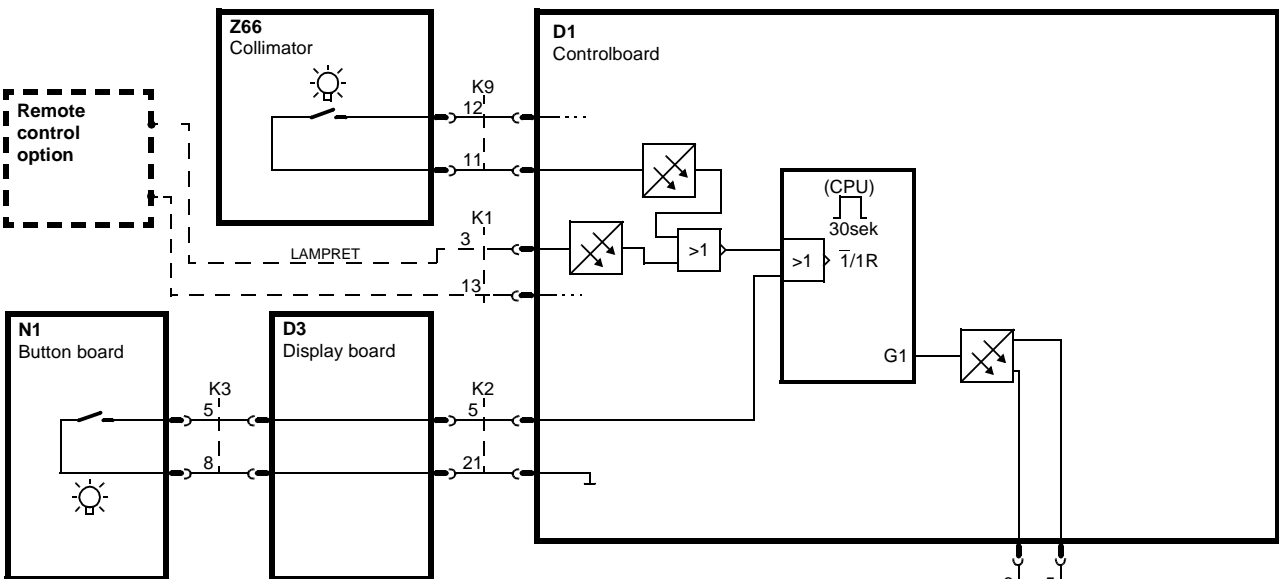 Z66
Collimator
D1
Controlboard
Remote
control
option
K9
12
11
(CPU)
30sek
>1
1/1R
K1
3
LAMPRET
>1
13
N1
Button board
D3
Display board
G1
K3
5
8
K2
5
21